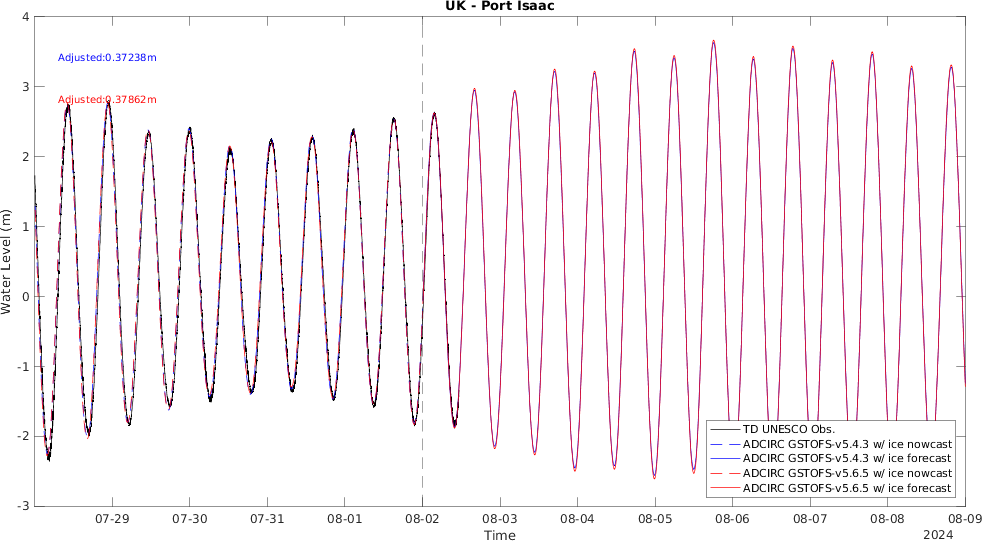 UK - Port Isaac
4
3
2
1
0
-1
-2
-3
Water Level (m)
Adjusted:0.37238m
Adjusted:0.37862m
TD UNESCO Obs.
ADCIRC GSTOFS-v5.4.3 w/ ice nowcast
ADCIRC GSTOFS-v5.4.3 w/ ice forecast
ADCIRC GSTOFS-v5.6.5 w/ ice nowcast
ADCIRC GSTOFS-v5.6.5 w/ ice forecast
07-29 07-30 07-31 08-01 08-02 08-03 08-04 08-05 08-06 08-07 08-08 08-09
Time
2024